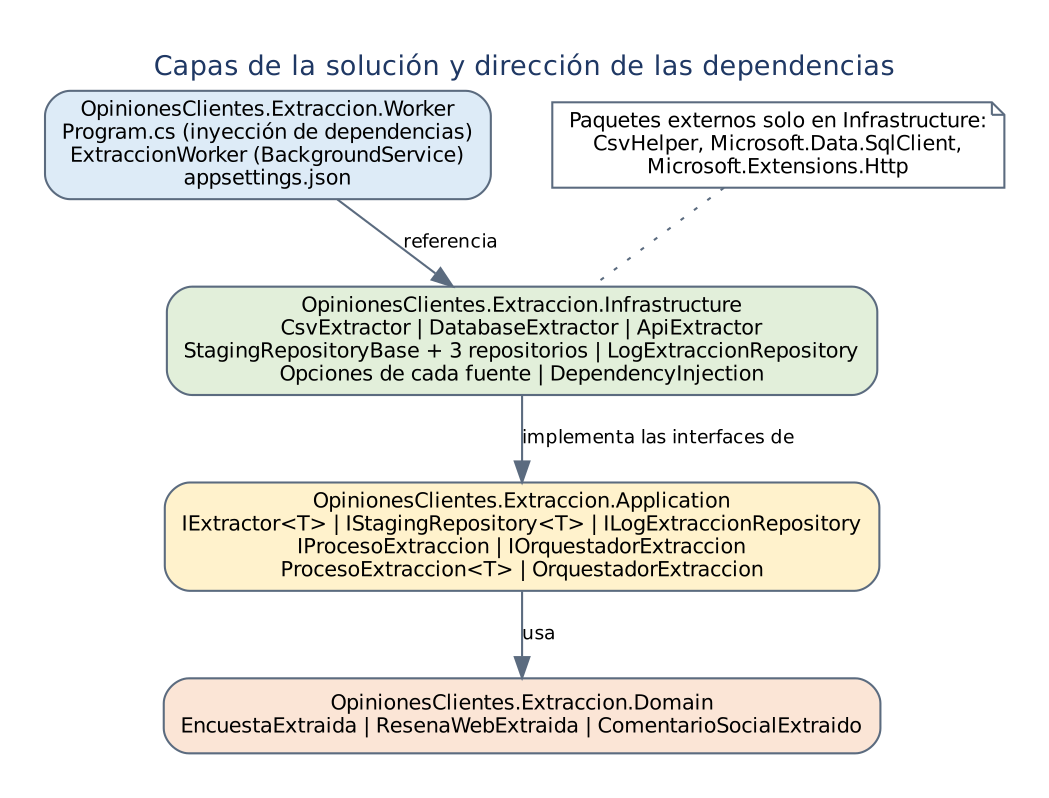 Capas de la solución y dirección de las dependencias
OpinionesClientes.Extraccion.Worker
Program.cs (inyección de dependencias)
ExtraccionWorker (BackgroundService)
appsettings.json
Paquetes externos solo en Infrastructure:
CsvHelper, Microsoft.Data.SqlClient,
Microsoft.Extensions.Http
referencia
OpinionesClientes.Extraccion.Infrastructure
CsvExtractor | DatabaseExtractor | ApiExtractor
StagingRepositoryBase + 3 repositorios | LogExtraccionRepository
Opciones de cada fuente | DependencyInjection
implementa las interfaces de
OpinionesClientes.Extraccion.Application
IExtractor<T> | IStagingRepository<T> | ILogExtraccionRepository
IProcesoExtraccion | IOrquestadorExtraccion
ProcesoExtraccion<T> | OrquestadorExtraccion
usa
OpinionesClientes.Extraccion.Domain
EncuestaExtraida | ResenaWebExtraida | ComentarioSocialExtraido